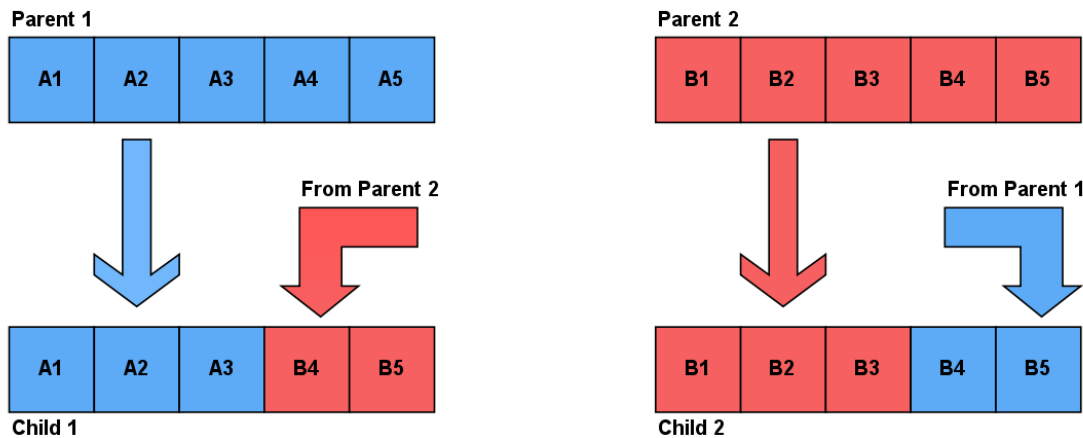 Parent 1
A1 A2 A3 A4 A5
From Parent 2
A1 A2 A3 B4 B5
Child 1
Parent 2
B1 B2 B3 B4 B5
From Parent 1
B1 B2 B3 B4 B5
Child 2